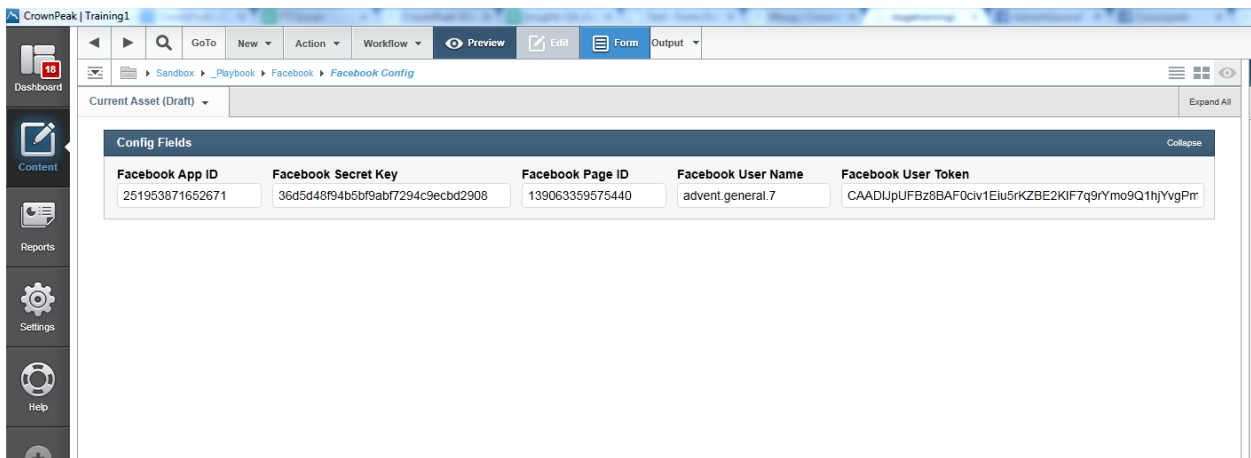 CrownPeak | Training1
GoTo New Action Workflow Preview Edit Form Output
18
Dashboard
Sandbox _Playbook Facebook Facebook Config
Current Asset (Draft) Expand All
Config Fields Collapse
Content
Facebook App ID Facebook Secret Key Facebook Page ID Facebook User Name Facebook User Token
251953871652671 36d5d48f94b5bf9abf7294c9ecbd2908 139063359575440 advent.general.7 CAADIJpUFBz8BAF0civ1Eiu5rKZBE2KIF7q9rYmo9Q1hjYvgPm
Reports
Settings
Help